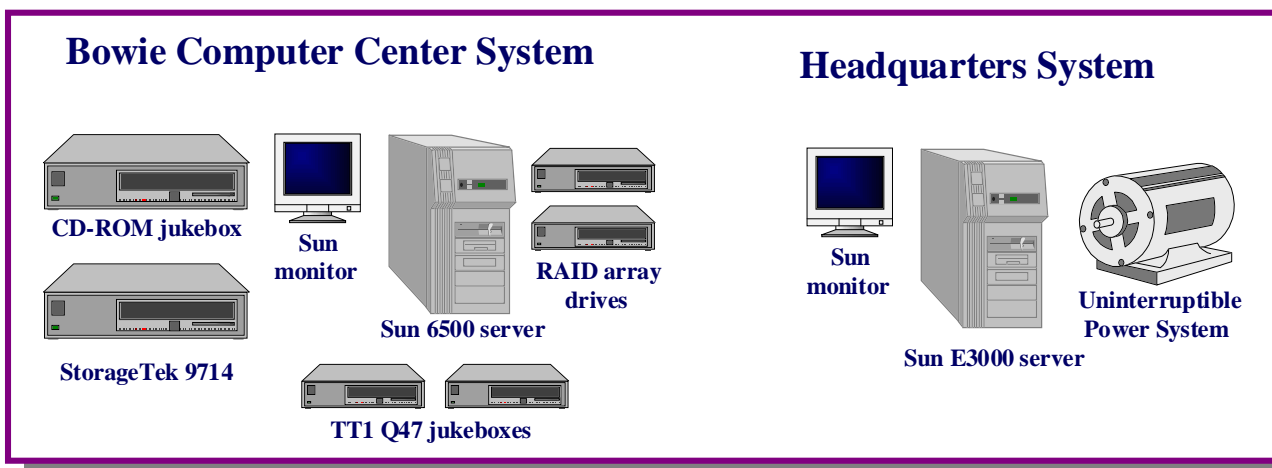 Bowie Computer Center System
CD-ROM jukebox
Sun
monitor
Sun 6500 server
RAID array
drives
StorageTek 9714
TT1 Q47 jukeboxes
Headquarters System
Sun
monitor
Sun E3000 server
Uninterruptible
Power System